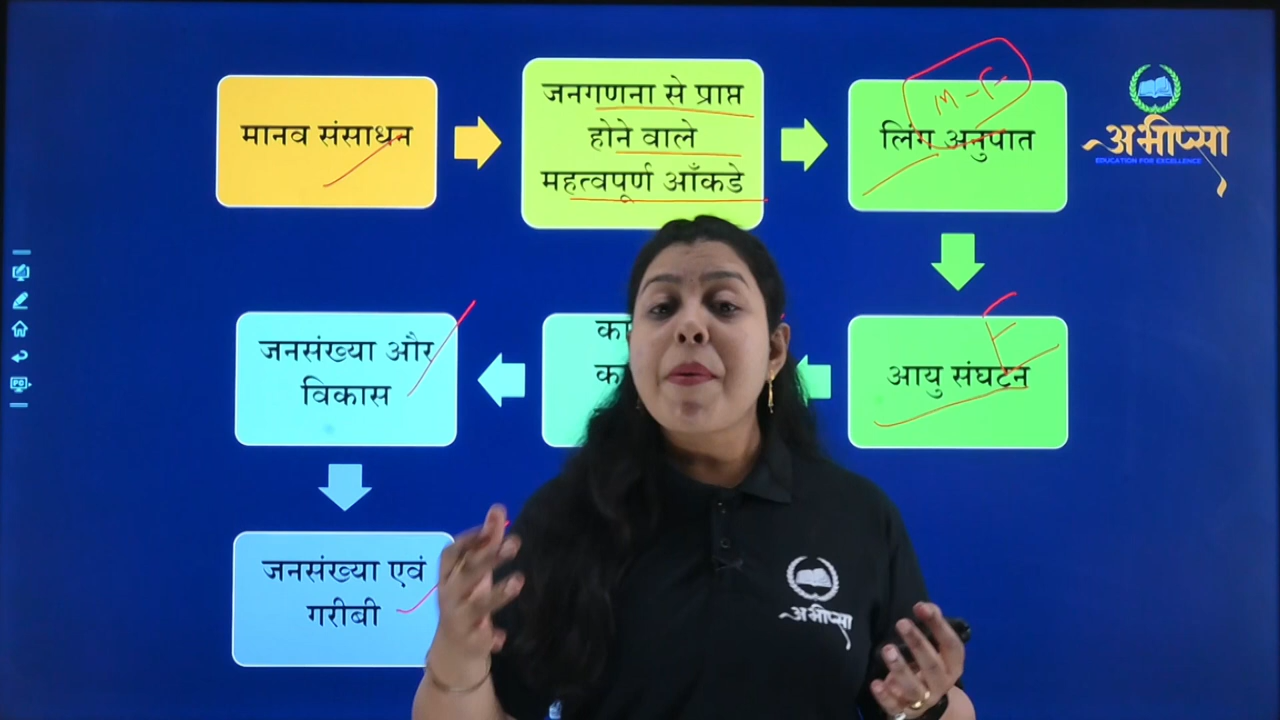 मानव संसाधन
जनगणना से प्राप्त
होने वाले
महत्वपूर्ण आँकडे
लिंग अनुपात
M-F
अभीप्सा
EDUCATION FOR EXCELLENCE
आयु संघटन
जनसंख्या और
विकास
जनसंख्या एवं
गरीबी
अभीप्सा
PC